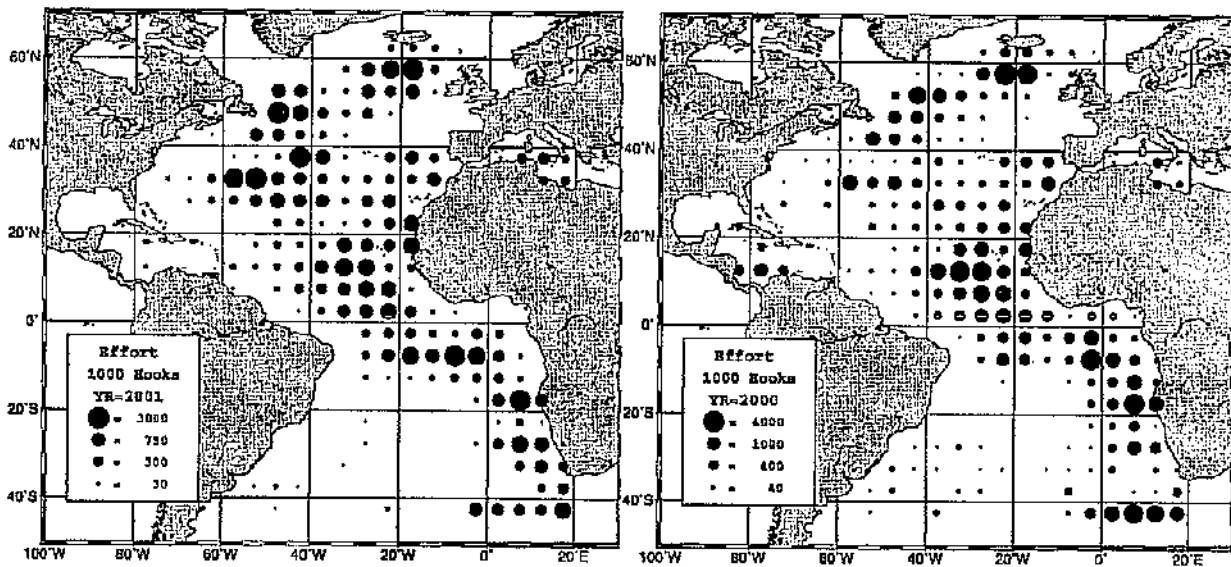 60°N
40°N
20°N
0°
20°S
40°S
100°W
80°W
60°W
40°W
20°W
0°
20°E
Effort
1000 Hooks
YR=2001
= 3000
= 750
= 300
= 30
60°N
40°N
20°N
0°
20°S
40°S
100°W
80°W
60°W
40°W
20°W
0°
20°E
Effort
1000 Hooks
YR=2000
= 4000
= 1000
= 400
= 40